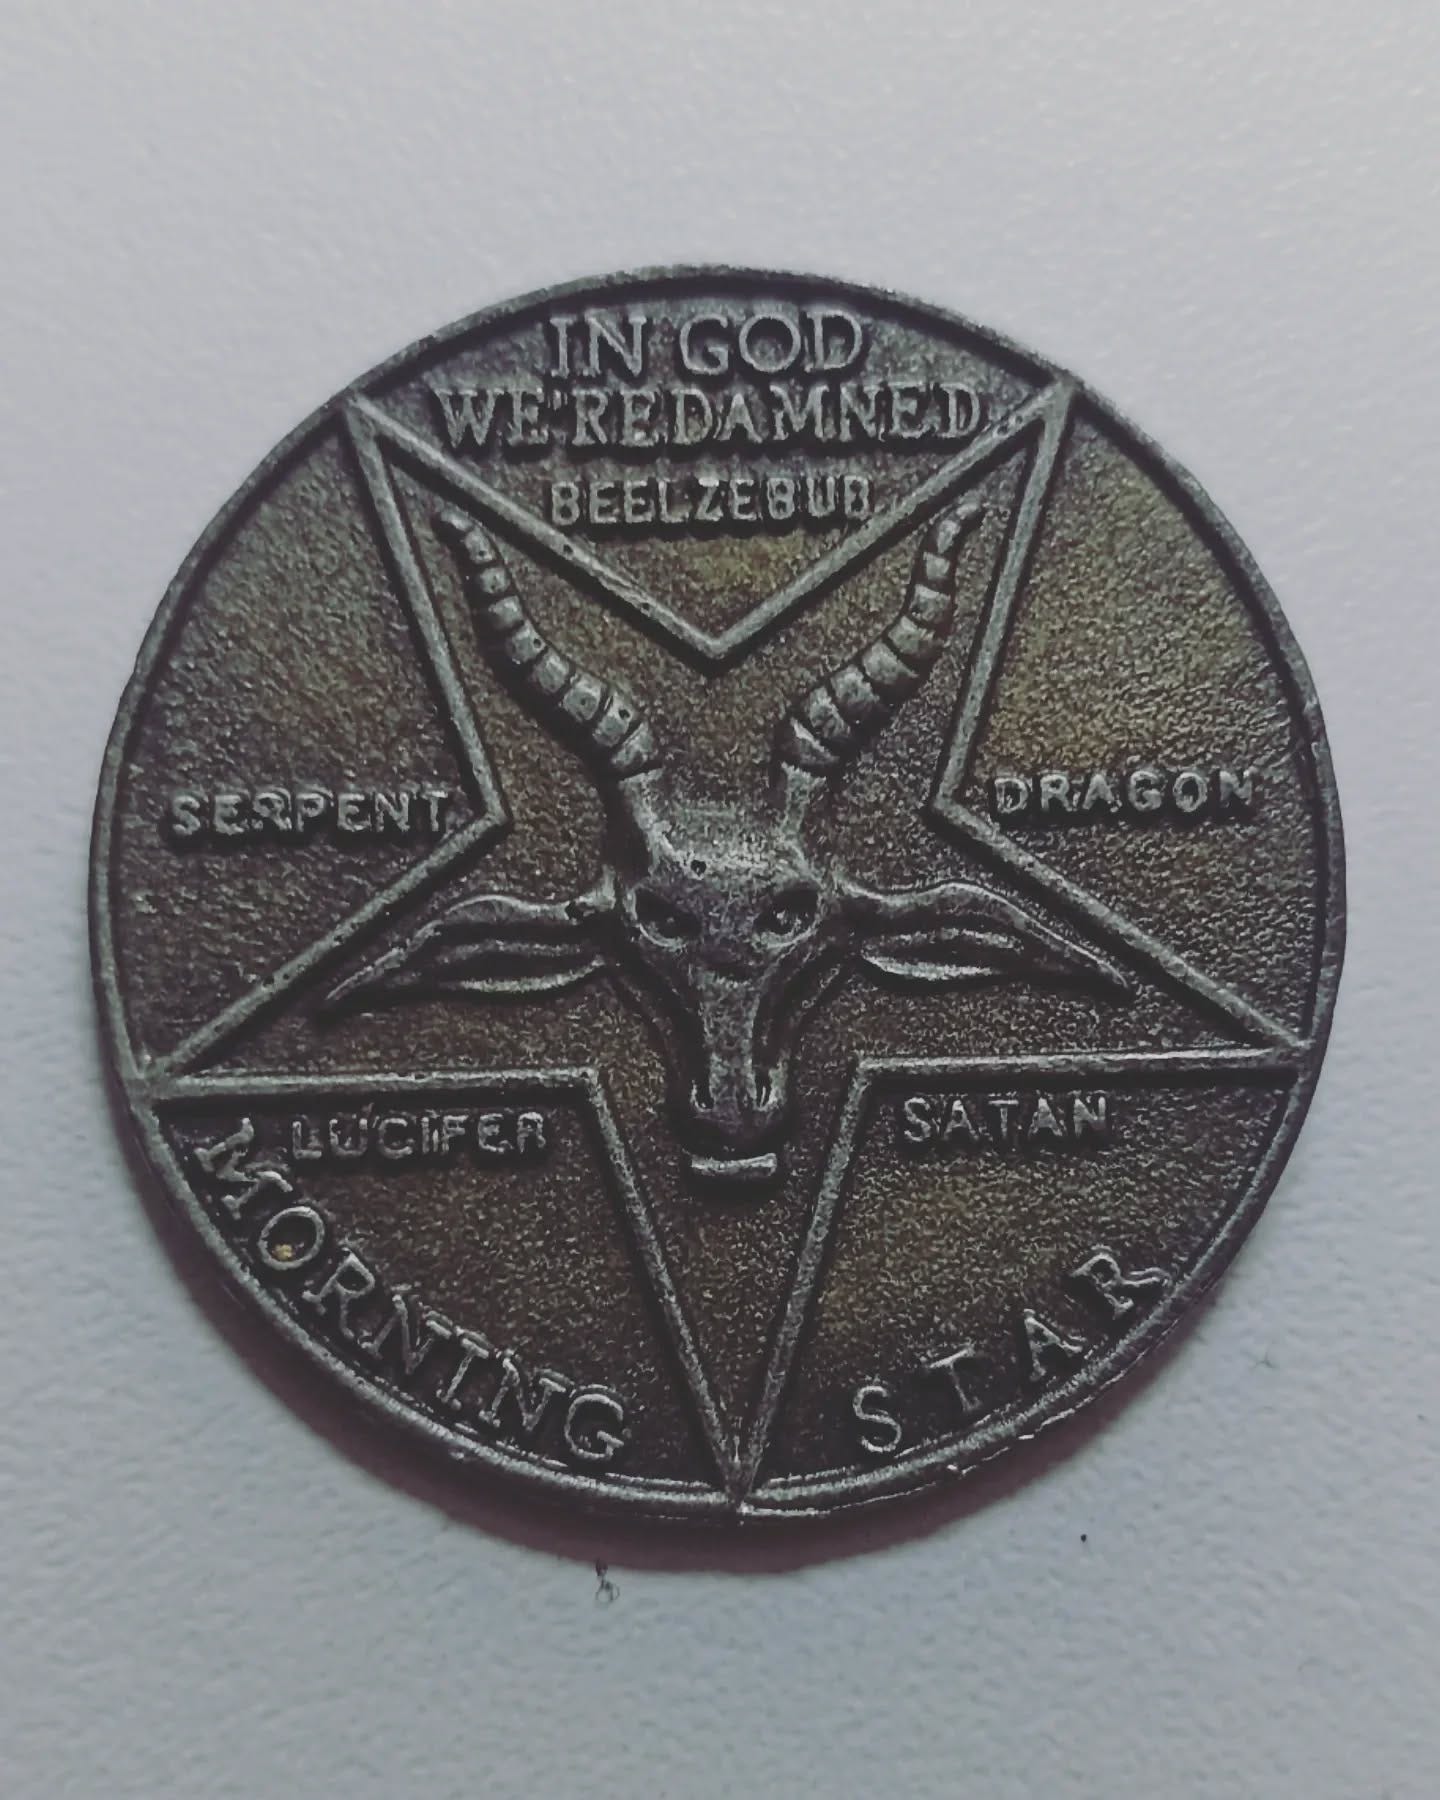 IN GOD
WE'RE DAMNED
BEELZEBUB
SERPENT
DRAGON
LUCIFER
SATAN
MORNING
STAR